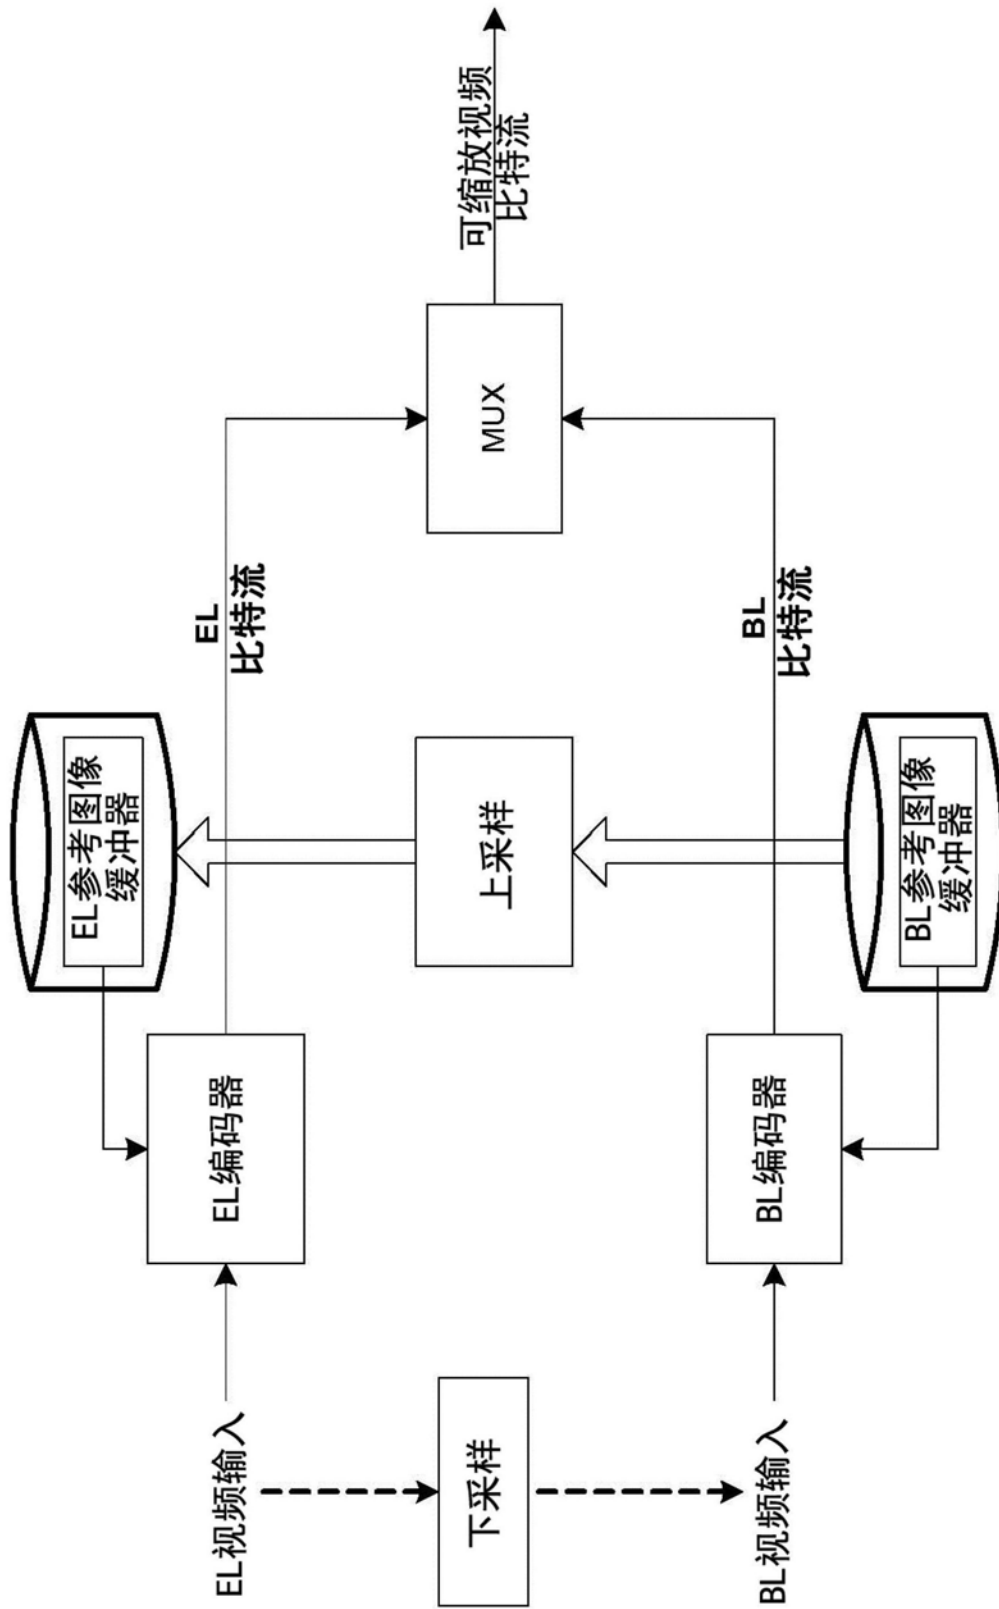 EL视频输入
下采样
BL视频输入
EL编码器
BL编码器
EL参考图像
缓冲器
上采样
BL参考图像
缓冲器
EL
比特流
BL
比特流
MUX
可缩放视频
比特流